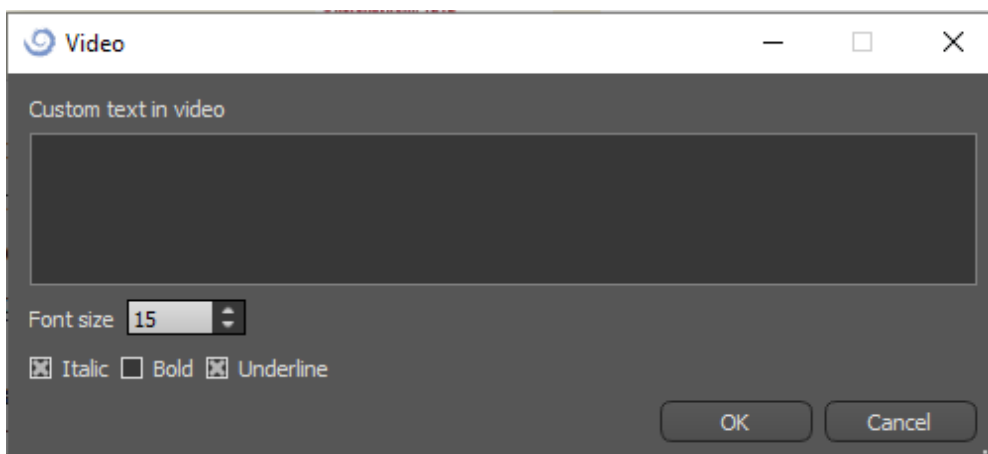 Video
Custom text in video
Font size 15
Italic Bold Underline
OK Cancel